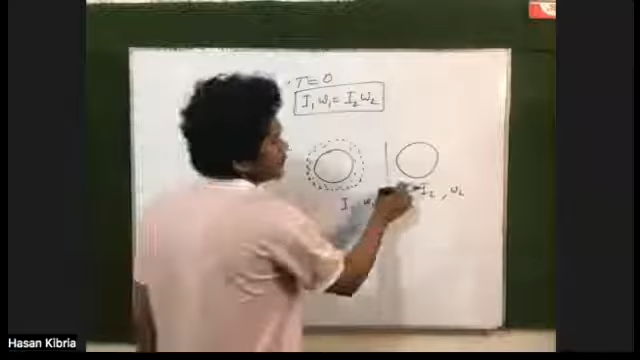 T = 0
I₁ω₁ = I₂ω₂
I₁ ω₁
I₂, ω₂
Hasan Kibria